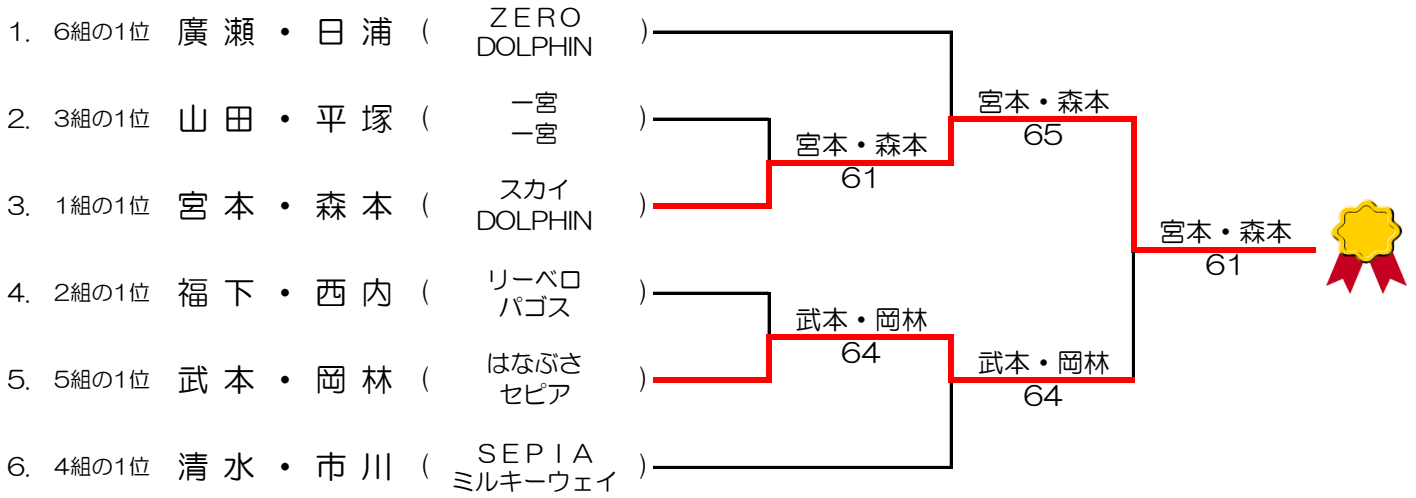 1. 6組の1位 廣瀬・日浦 ( ZERO
DOLPHIN )
2. 3組の1位 山田・平塚 ( 一宮
一宮 )
3. 1組の1位 宮本・森本 ( スカイ
DOLPHIN )
4. 2組の1位 福下・西内 ( リーベロ
パゴス )
5. 5組の1位 武本・岡林 ( はなぶさ
セピア )
6. 4組の1位 清水・市川 ( SEPIA
ミルキーウェイ )
宮本・森本
61
武本・岡林
64
宮本・森本
65
武本・岡林
64
宮本・森本
61